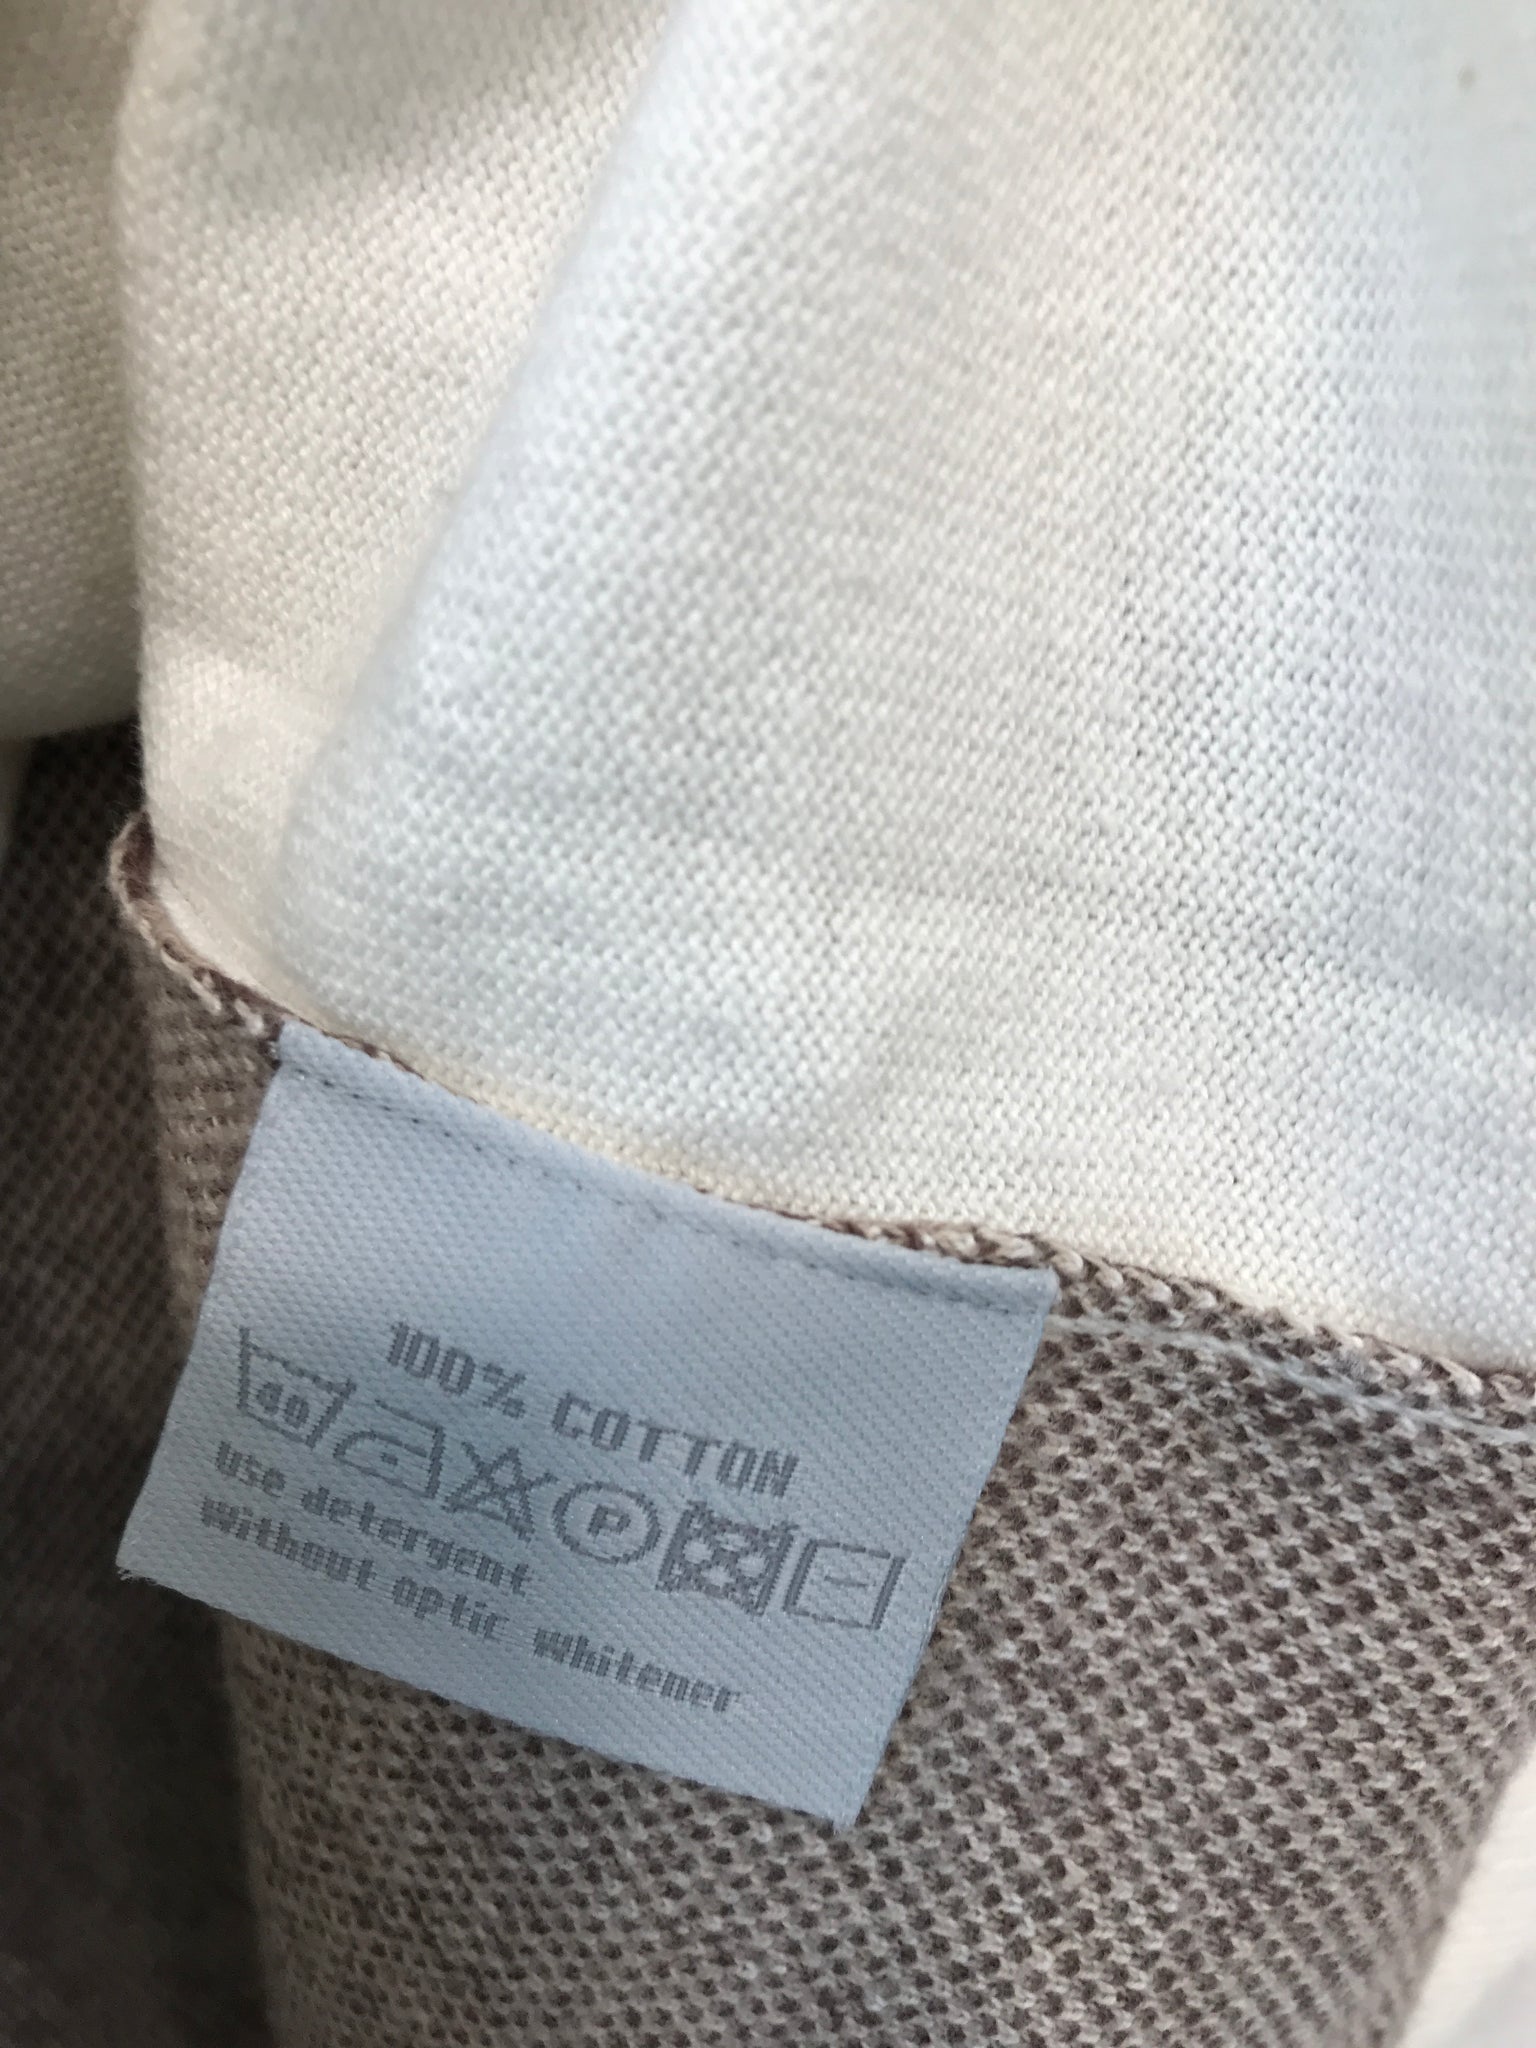 100% COTTON
40 P
Use detergent
without optic whitener